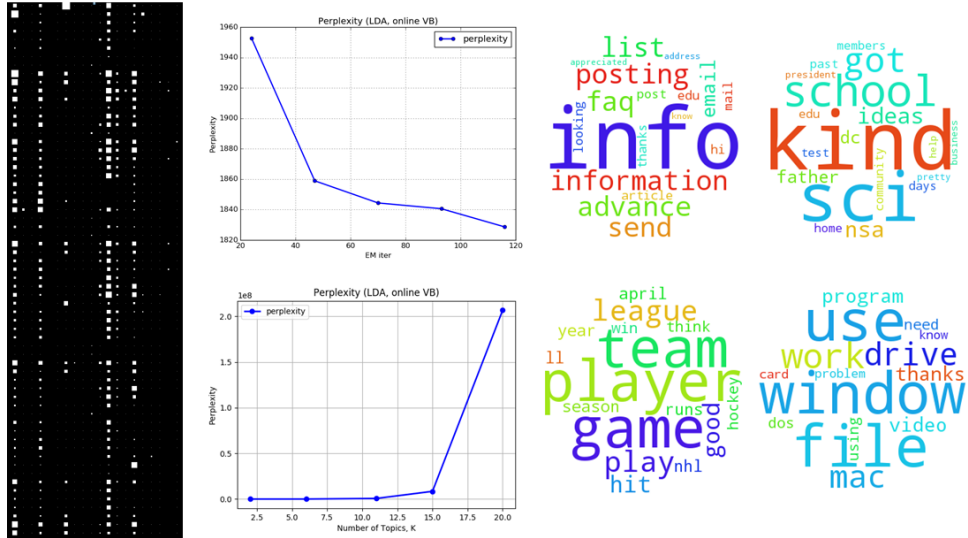 Perplexity (LDA, online VB)
perplexity
1960
1940
1920
1900
1880
1860
1840
1820
Perplexity
20
40
60
80
100
120
EM iter
Perplexity (LDA, online VB)
1e8
perplexity
2.0
1.5
1.0
0.5
0.0
Perplexity
2.5
5.0
7.5
10.0
12.5
15.0
17.5
20.0
Number of Topics, K
list
address
appreciated
posting
email
faq
post
edu
mail
looking
know
info
thanks
hi
information
article
advance
send
members
past
got
president
school
edu
ideas
business
dc
help
kind
test
community
father
pretty
sci
days
home
nsa
april
league
year
win
think
team
ll
player
season
runs
hockey
game
good
play
nhl
hit
program
use
need
know
work
drive
card
problem
thanks
window
dos
using
video
file
mac